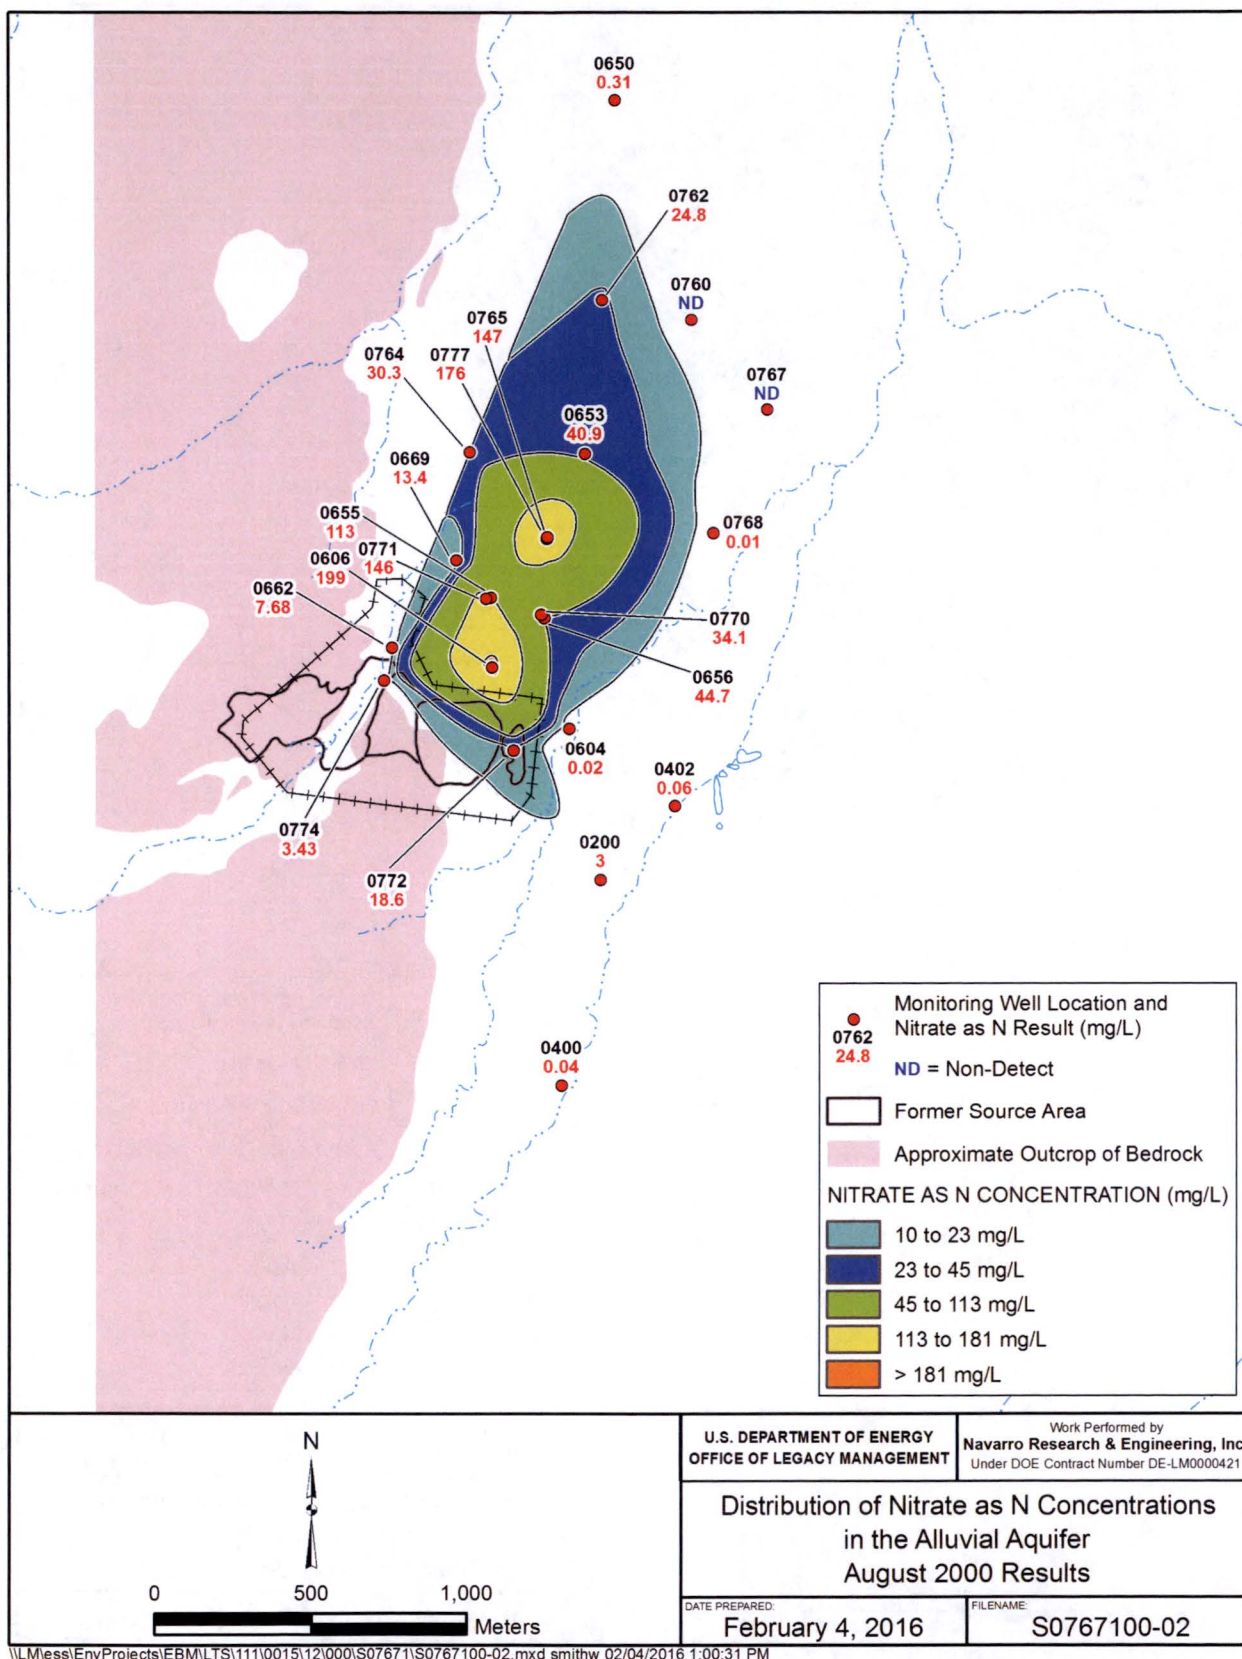 0650
0.31
0762
24.8
0760
ND
0765
147
0777
176
0764
30.3
0767
ND
0653
40.9
0669
13.4
0655
113
0768
0.01
0771
146
0606
199
0662
7.68
0770
34.1
0656
44.7
0604
0.02
0402
0.06
0774
3.43
0200
3
0772
18.6
0400
0.04
Monitoring Well Location and
Nitrate as N Result (mg/L)
0762
24.8
ND = Non-Detect
Former Source Area
Approximate Outcrop of Bedrock
NITRATE AS N CONCENTRATION (mg/L)
10 to 23 mg/L
23 to 45 mg/L
45 to 113 mg/L
113 to 181 mg/L
> 181 mg/L
N
0 500 1,000
Meters
U.S. DEPARTMENT OF ENERGY
OFFICE OF LEGACY MANAGEMENT
Work Performed by
Navarro Research & Engineering, Inc
Under DOE Contract Number DE-LM0000421
Distribution of Nitrate as N Concentrations
in the Alluvial Aquifer
August 2000 Results
DATE PREPARED:
February 4, 2016
FILENAME:
S0767100-02
\\LM\ess\EnvProjects\EBM\LTS\111\0015\12\000\S07671\S0767100-02.mxd smithw 02/04/2016 1:00:31 PM